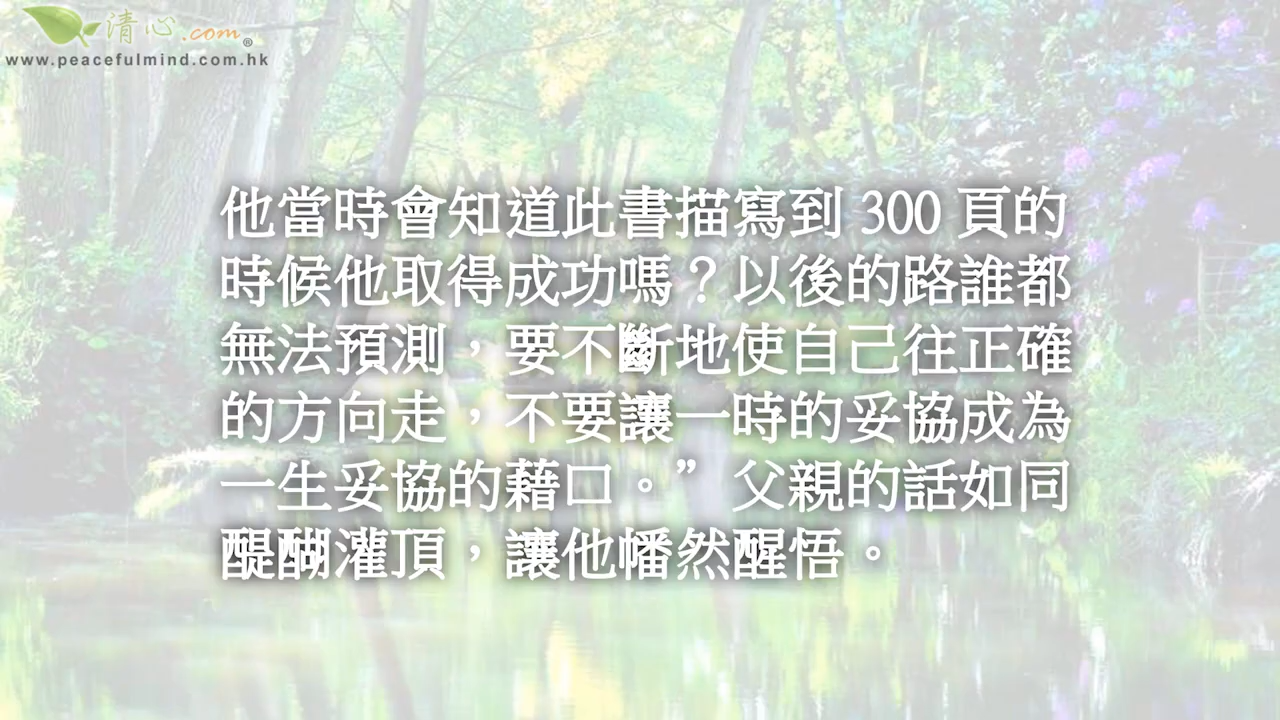 清心.com®
www.peacefulmind.com.hk
他當時會知道此書描寫到 300 頁的
時候他取得成功嗎？以後的路誰都
無法預測，要不斷地使自己往正確
的方向走，不要讓一時的妥協成為
一生妥協的藉口。”父親的話如同
醍醐灌頂，讓他幡然醒悟。